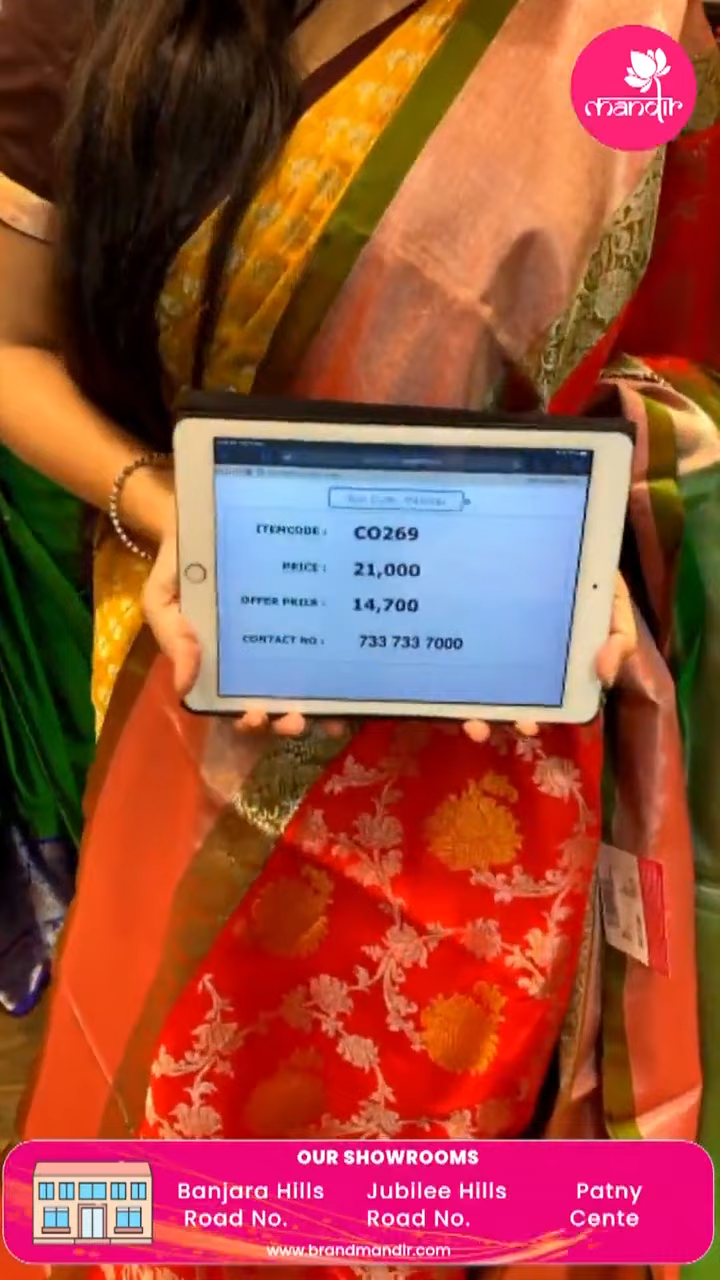 mandir
ITEMCODE : CO269
PRICE : 21,000
OFFER PRICE : 14,700
CONTACT NO : 733 733 7000
OUR SHOWROOMS
Banjara Hills Jubilee Hills Patny
Road No. Road No. Cente
www.brandmandir.com